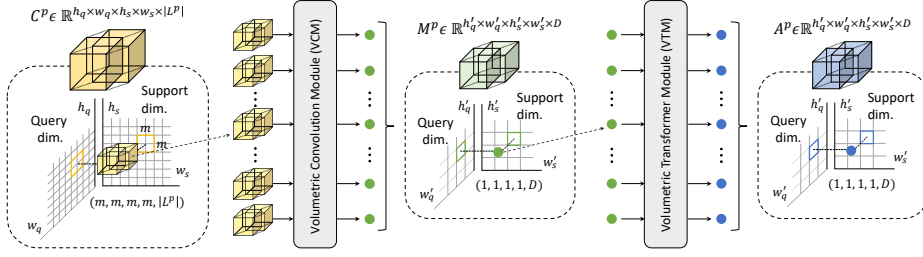 C^p ∈ ℝ^{h_q×w_q×h_s×w_s×|L^p|}
Query dim.
h_q
h_s
Support dim.
m
m
w_s
w_q
(m, m, m, m, |L^p|)
Volumetric Convolution Module (VCM)
M^p ∈ ℝ^{h'_q×w'_q×h'_s×w'_s×D}
Query dim.
h'_q
h'_s
Support dim.
w'_s
w'_q
(1, 1, 1, 1, D)
Volumetric Transformer Module (VTM)
A^p ∈ ℝ^{h'_q×w'_q×h'_s×w'_s×D}
Query dim.
h'_q
h'_s
Support dim.
w'_s
w'_q
(1, 1, 1, 1, D)